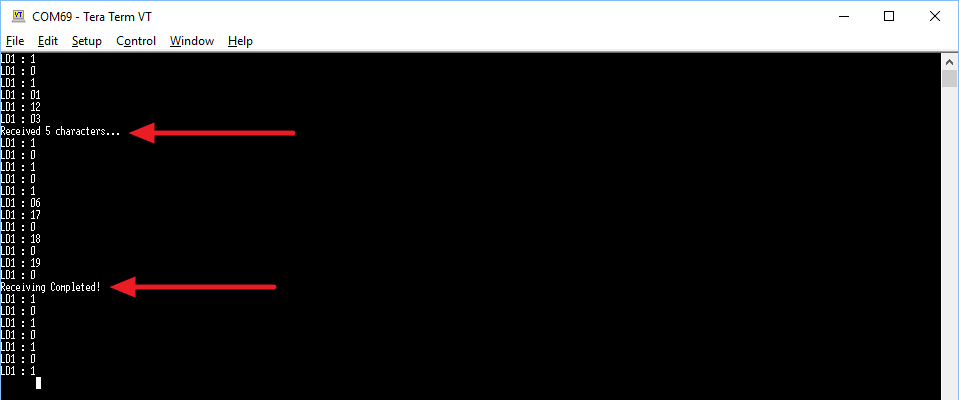 COM69 - Tera Term VT
File Edit Setup Control Window Help
LD1 : 1
LD1 : 0
LD1 : 1
LD1 : 01
LD1 : 12
LD1 : 03
Received 5 characters...
LD1 : 1
LD1 : 0
LD1 : 1
LD1 : 0
LD1 : 1
LD1 : 06
LD1 : 17
LD1 : 0
LD1 : 18
LD1 : 0
LD1 : 19
LD1 : 0
Receiving Completed!
LD1 : 1
LD1 : 0
LD1 : 1
LD1 : 0
LD1 : 1
LD1 : 0
LD1 : 1